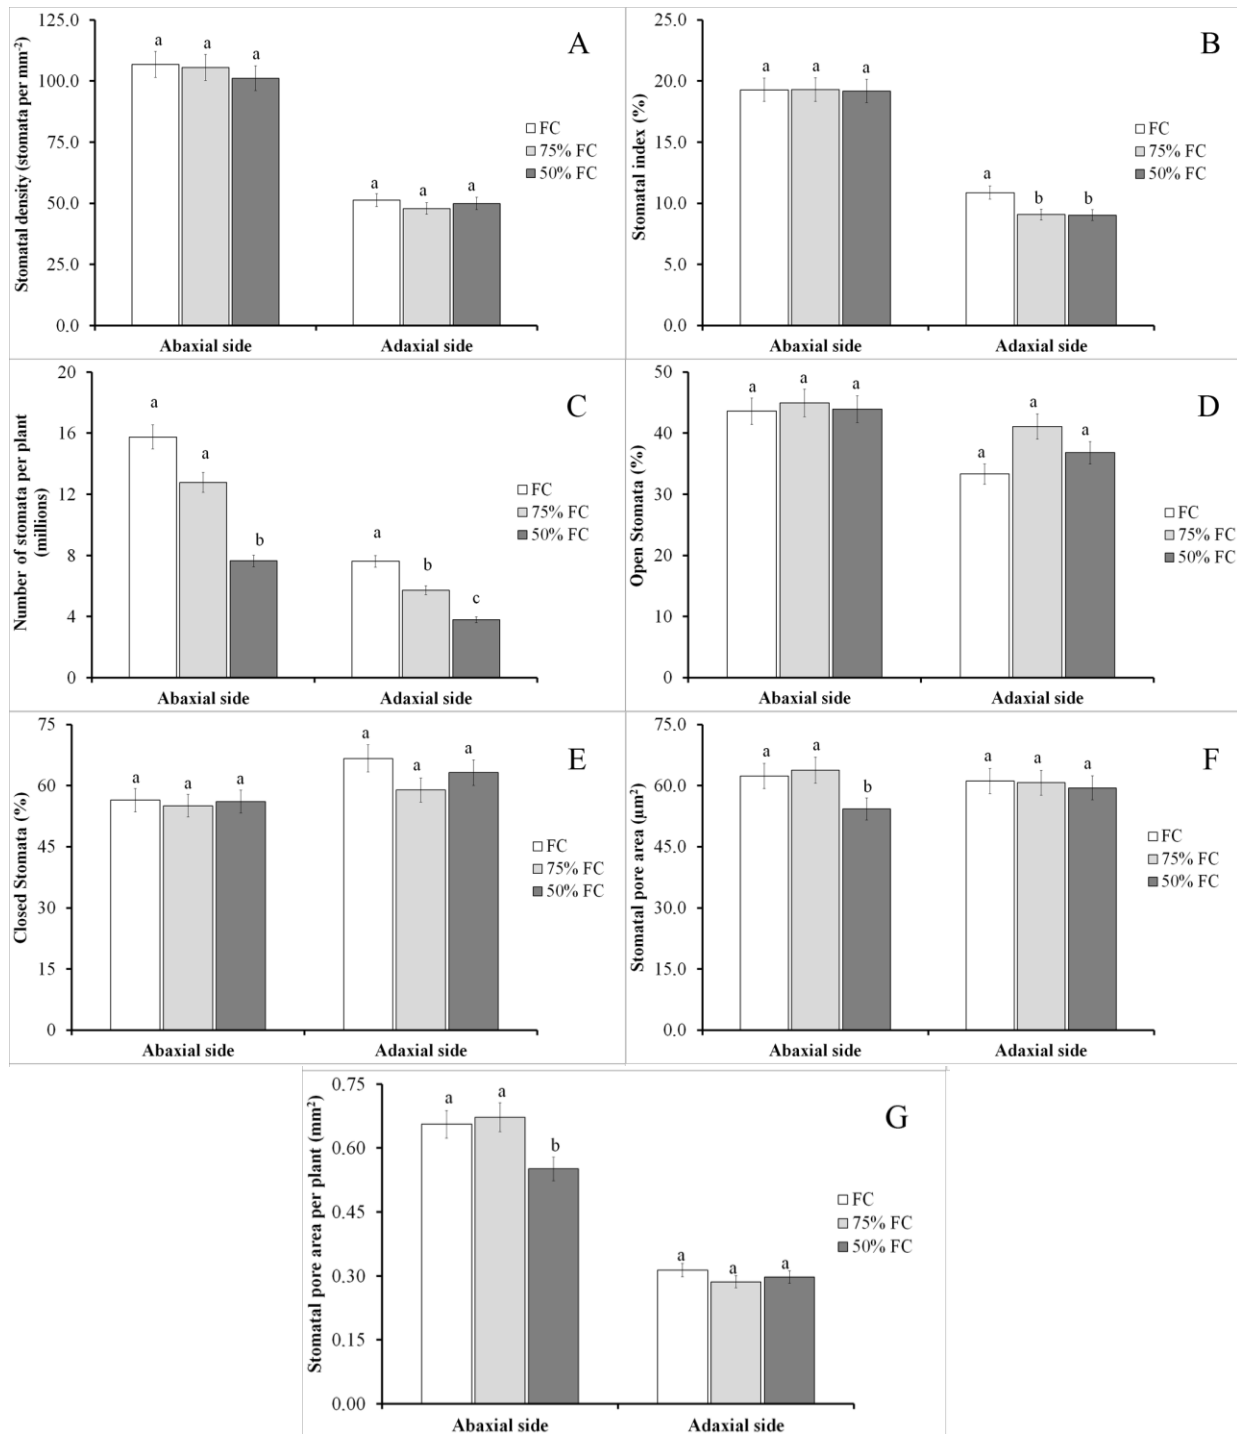 A
Stomatal density (stomata per mm⁻²)
125.0
100.0
75.0
50.0
25.0
0.0
a a a
a a a
Abaxial side Adaxial side
FC
75% FC
50% FC
B
Stomatal index (%)
25.0
20.0
15.0
10.0
5.0
0.0
a a a
a b b
Abaxial side Adaxial side
FC
75% FC
50% FC
C
Number of stomata per plant
(millions)
20
16
12
8
4
0
a a b
a b c
Abaxial side Adaxial side
FC
75% FC
50% FC
D
Open Stomata (%)
50
40
30
20
10
0
a a a
a a a
Abaxial side Adaxial side
FC
75% FC
50% FC
E
Closed Stomata (%)
75
60
45
30
15
0
a a a
a a a
Abaxial side Adaxial side
FC
75% FC
50% FC
F
Stomatal pore area (µm²)
75.0
60.0
45.0
30.0
15.0
0.0
a a b
a a a
Abaxial side Adaxial side
FC
75% FC
50% FC
G
Stomatal pore area per plant (mm²)
0.75
0.60
0.45
0.30
0.15
0.00
a a b
a a a
Abaxial side Adaxial side
FC
75% FC
50% FC